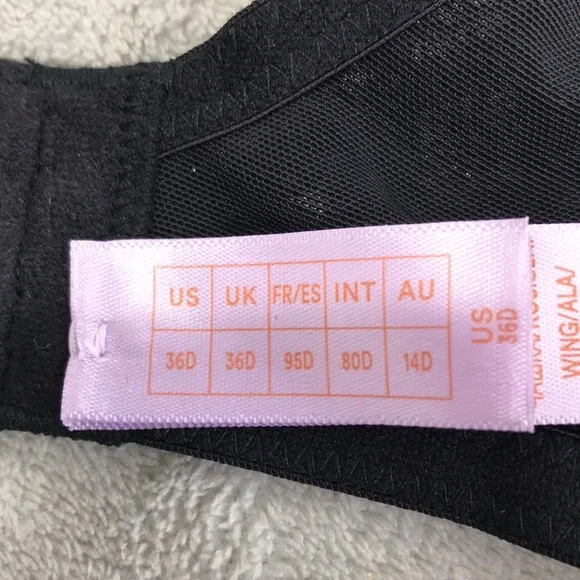 US UK FR/ES INT AU
36D 36D 95D 80D 14D
US
36D
WING/ALA/